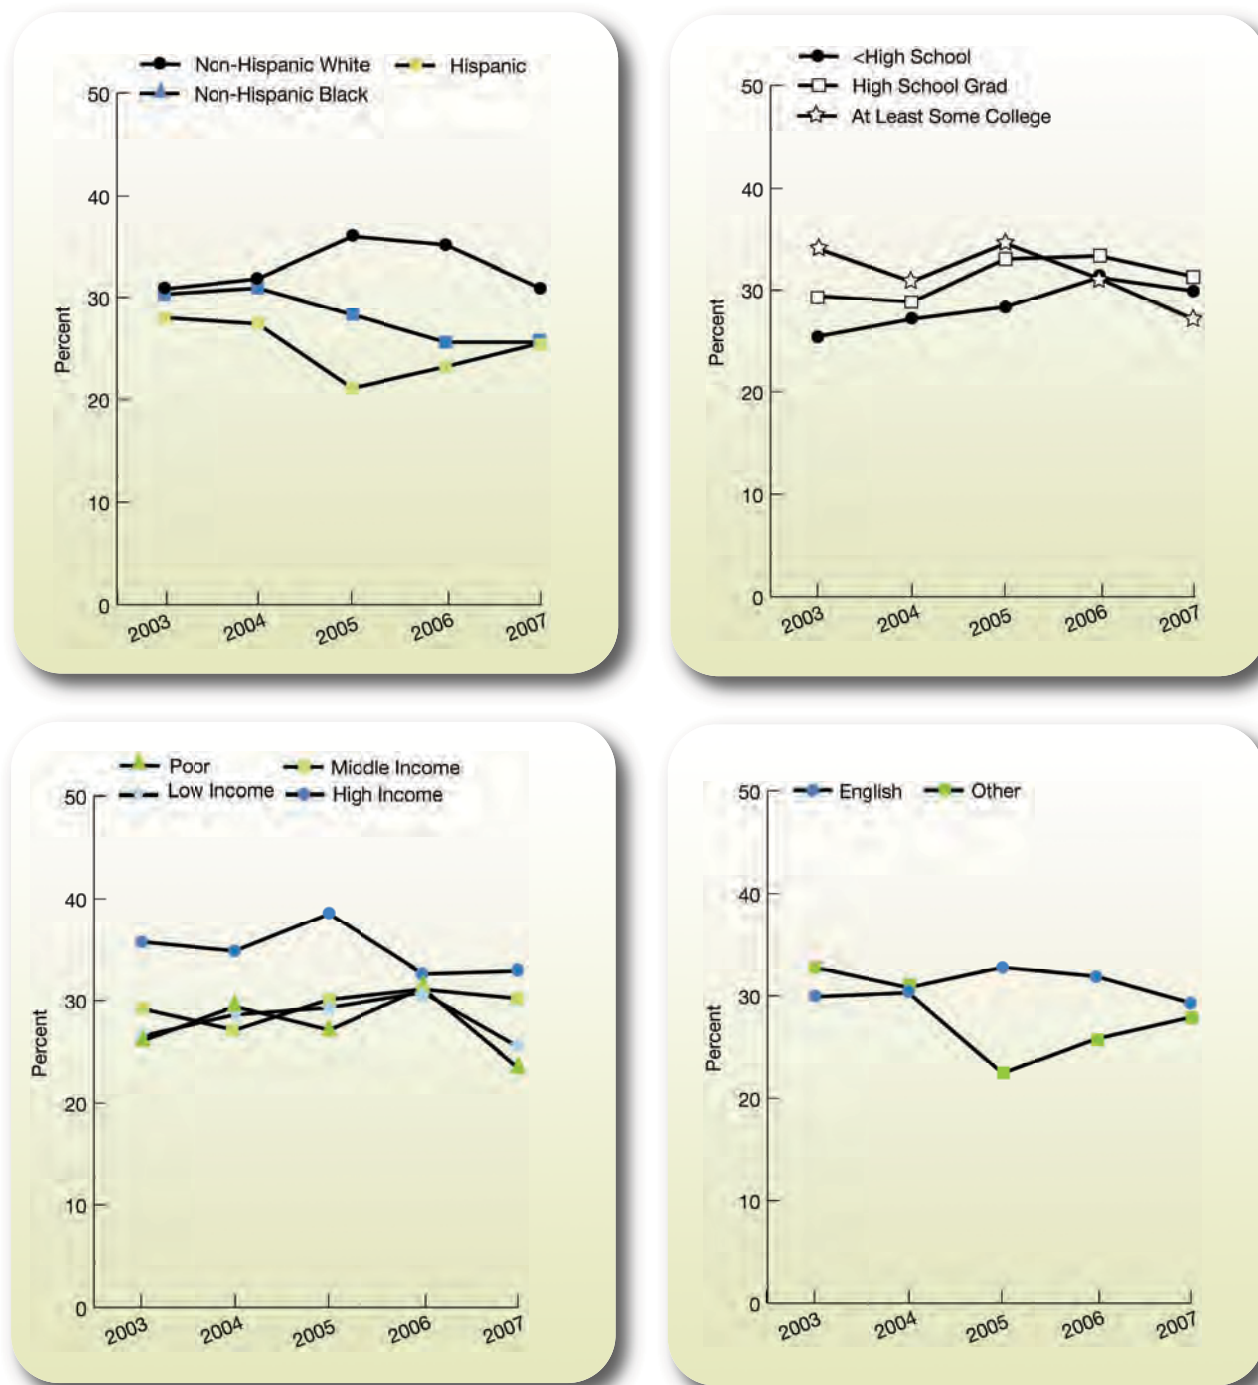 Non-Hispanic White Hispanic
Non-Hispanic Black
50
40
30
20
10
0
Percent
2003 2004 2005 2006 2007
<High School
High School Grad
At Least Some College
50
40
30
20
10
0
Percent
2003 2004 2005 2006 2007
Poor Middle Income
Low Income High Income
50
40
30
20
10
0
Percent
2003 2004 2005 2006 2007
English Other
50
40
30
20
10
0
Percent
2003 2004 2005 2006 2007